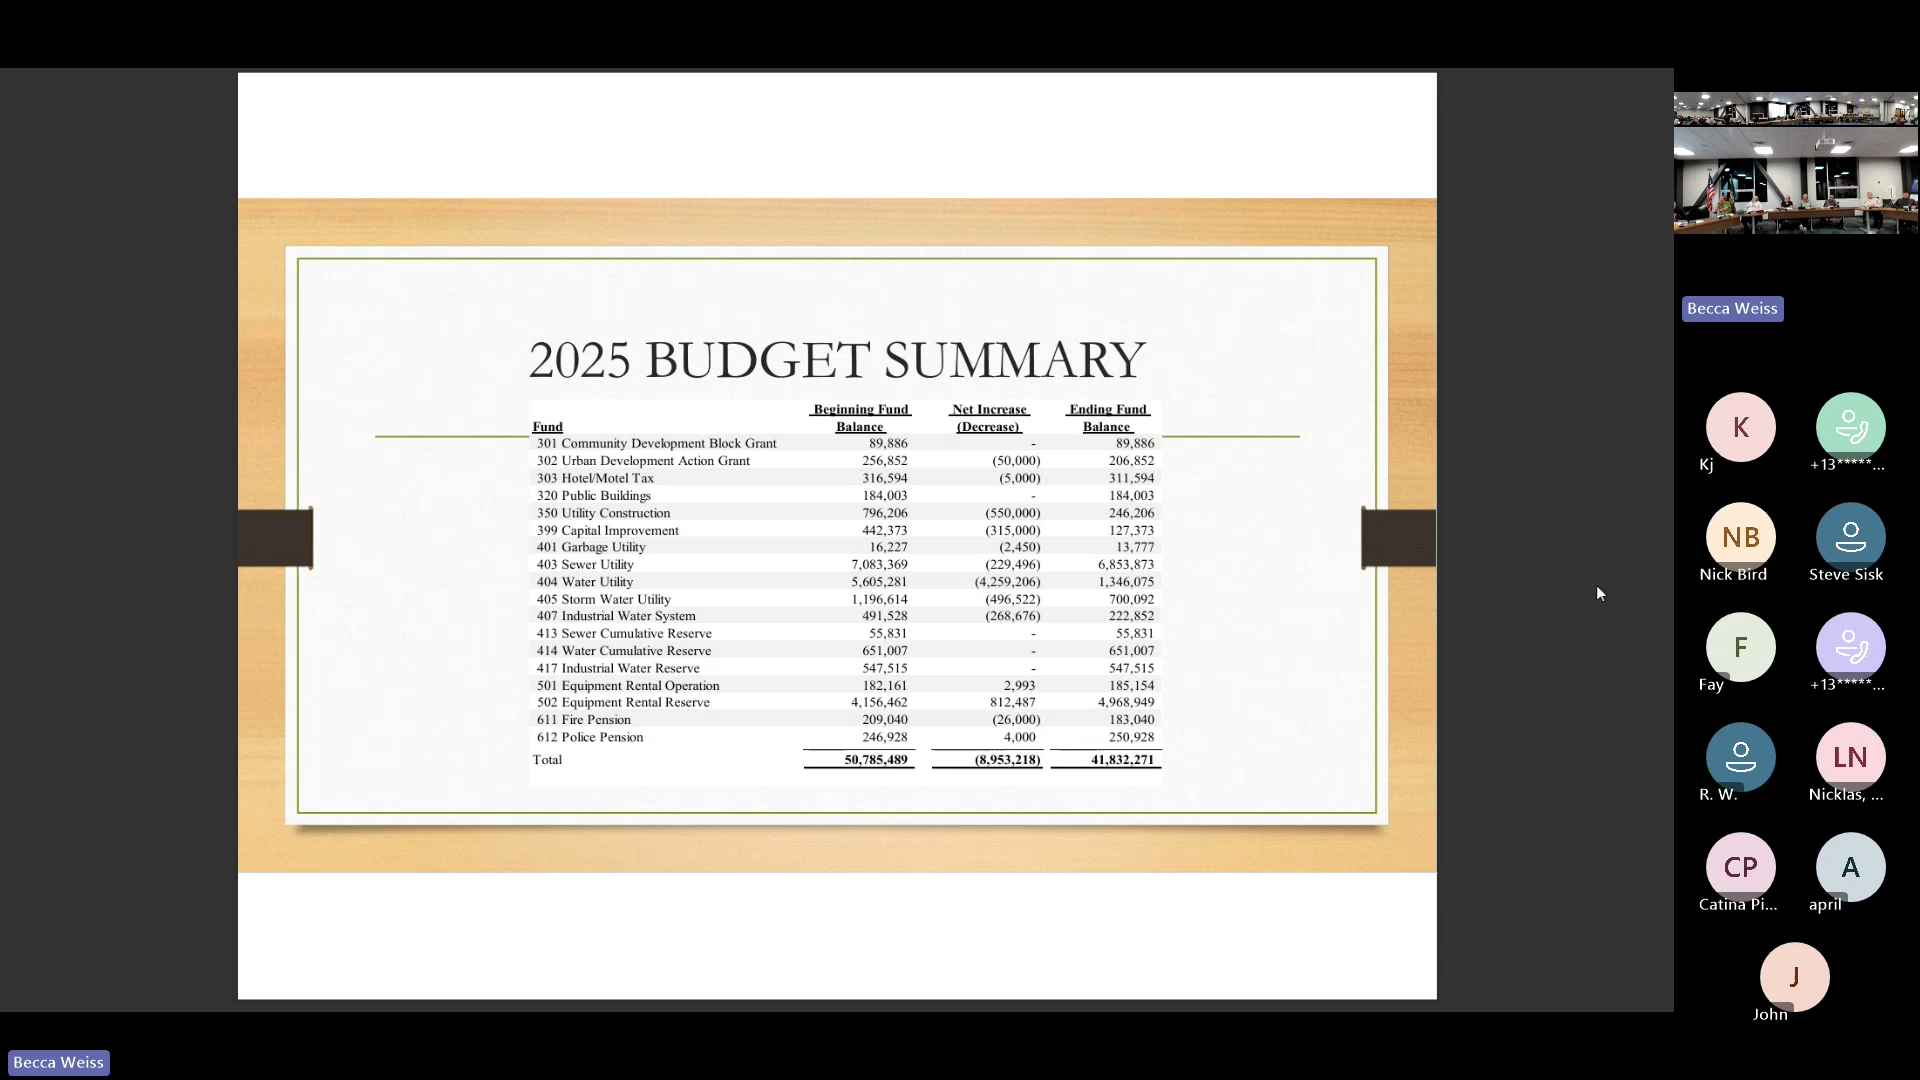 2025 BUDGET SUMMARY
Beginning Fund Net Increase Ending Fund
Fund Balance (Decrease) Balance
301 Community Development Block Grant 89,886 - 89,886
302 Urban Development Action Grant 256,852 (50,000) 206,852
303 Hotel/Motel Tax 316,594 (5,000) 311,594
320 Public Buildings 184,003 - 184,003
350 Utility Construction 796,206 (550,000) 246,206
399 Capital Improvement 442,373 (315,000) 127,373
401 Garbage Utility 16,227 (2,450) 13,777
403 Sewer Utility 7,083,369 (229,496) 6,853,873
404 Water Utility 5,605,281 (4,259,206) 1,346,075
405 Storm Water Utility 1,196,614 (496,522) 700,092
407 Industrial Water System 491,528 (268,676) 222,852
413 Sewer Cumulative Reserve 55,831 - 55,831
414 Water Cumulative Reserve 651,007 - 651,007
417 Industrial Water Reserve 547,515 - 547,515
501 Equipment Rental Operation 182,161 2,993 185,154
502 Equipment Rental Reserve 4,156,462 812,487 4,968,949
611 Fire Pension 209,040 (26,000) 183,040
612 Police Pension 246,928 4,000 250,928
Total 50,785,489 (8,953,218) 41,832,271
Becca Weiss
K
Kj +13*****...
NB
Nick Bird Steve Sisk
F
Fay +13*****...
LN
R. W. Nicklas, ...
CP A
Catina Pi... april
J
John
Becca Weiss